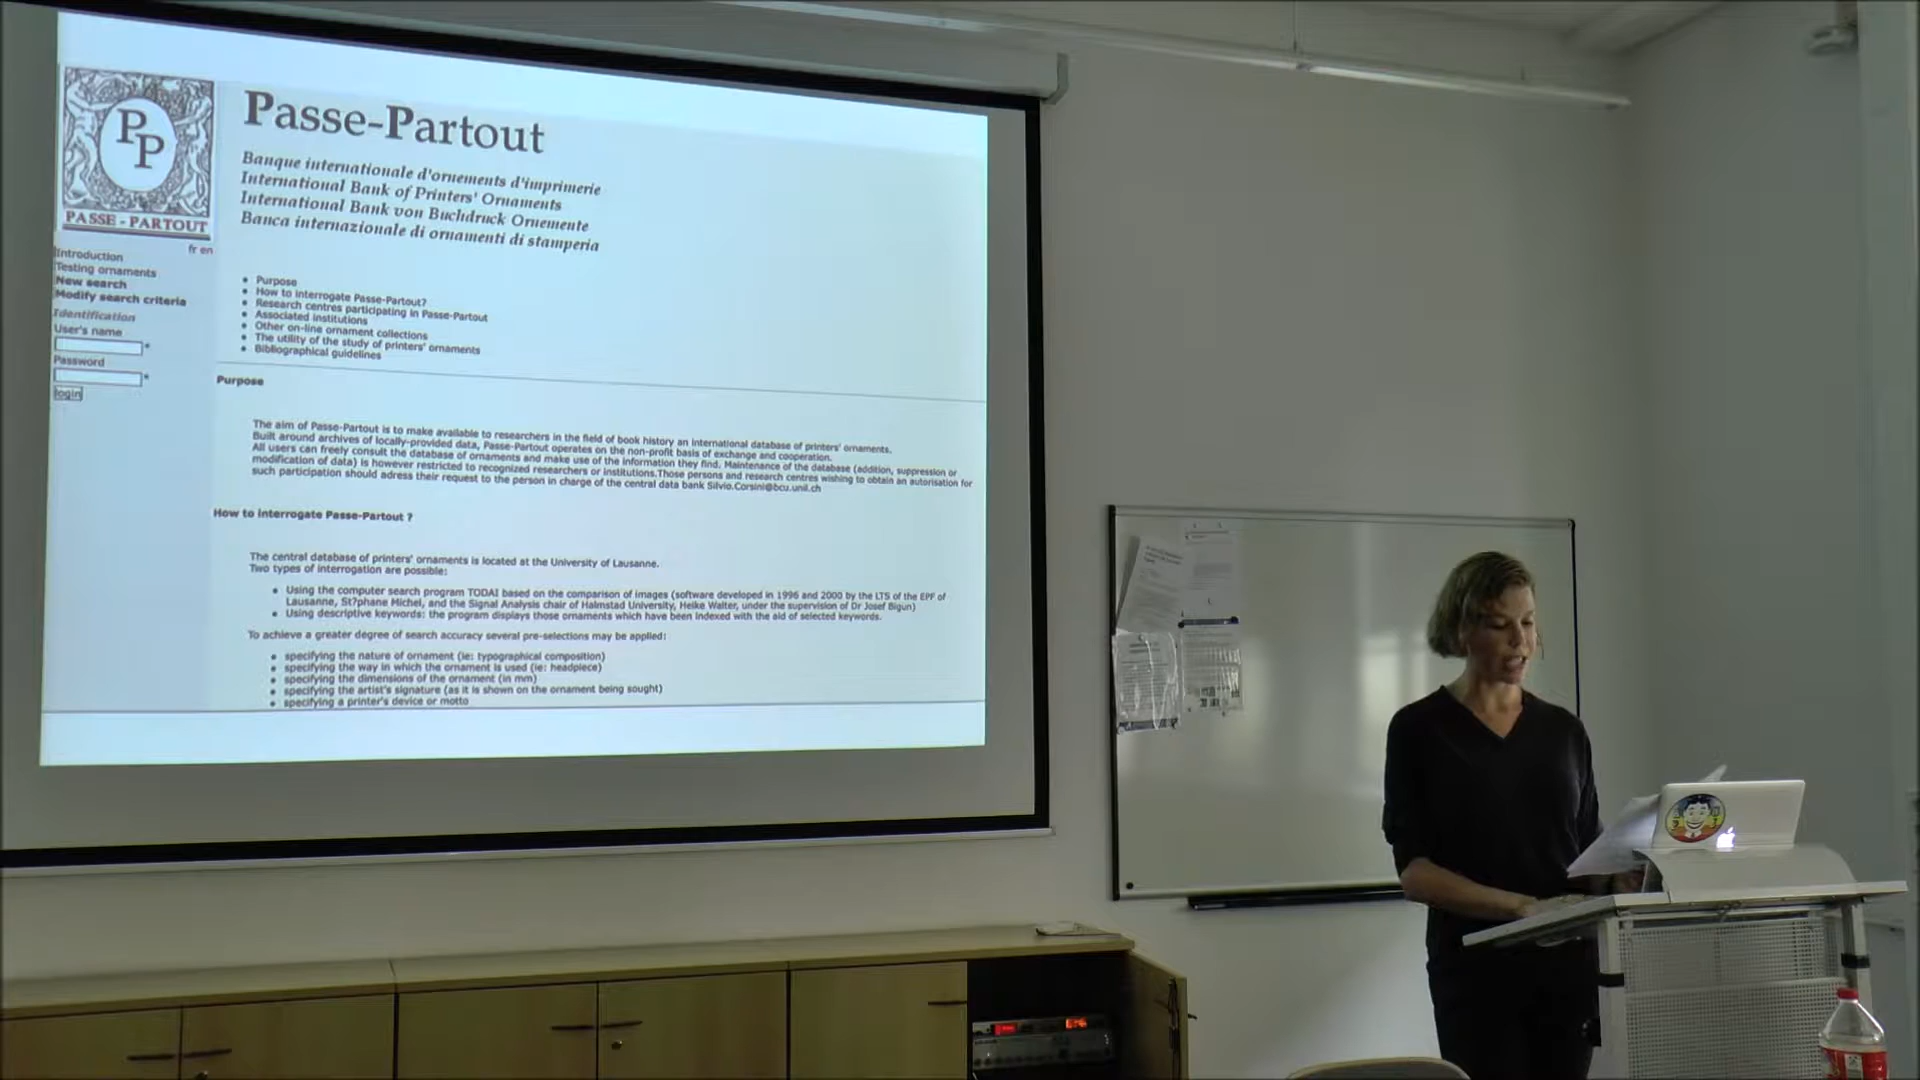 PP
PASSE - PARTOUT
fr en
Introduction
Testing ornaments
New search
Modify search criteria
Identification
User's name
*
Password
*
login
Passe-Partout
Banque internationale d'ornements d'imprimerie
International Bank of Printers' Ornaments
International Bank von Buchdruck Ornemente
Banca internazionale di ornamenti di stamperia
Purpose
How to interrogate Passe-Partout?
Research centres participating in Passe-Partout
Associated institutions
Other on-line ornament collections
The utility of the study of printers' ornaments
Bibliographical guidelines
Purpose
The aim of Passe-Partout is to make available to researchers in the field of book history an international database of printers' ornaments.
Built around archives of locally-provided data, Passe-Partout operates on the non-profit basis of exchange and cooperation.
All users can freely consult the database of ornaments and make use of the information they find. Maintenance of the database (addition, suppression or
modification of data) is however restricted to recognized researchers or institutions.Those persons and research centres wishing to obtain an autorisation for
such participation should adress their request to the person in charge of the central data bank Silvio.Corsini@bcu.unil.ch
How to interrogate Passe-Partout ?
The central database of printers' ornaments is located at the University of Lausanne.
Two types of interrogation are possible:
Using the computer search program TODAI based on the comparison of images (software developed in 1996 and 2000 by the LTS of the EPF of
Lausanne, St?phane Michel, and the Signal Analysis chair of Halmstad University, Heike Walter, under the supervision of Dr Josef Bigun)
Using descriptive keywords: the program displays those ornaments which have been indexed with the aid of selected keywords.
To achieve a greater degree of search accuracy several pre-selections may be applied:
specifying the nature of ornament (ie: typographical composition)
specifying the way in which the ornament is used (ie: headpiece)
specifying the dimensions of the ornament (in mm)
specifying the artist's signature (as it is shown on the ornament being sought)
specifying a printer's device or motto